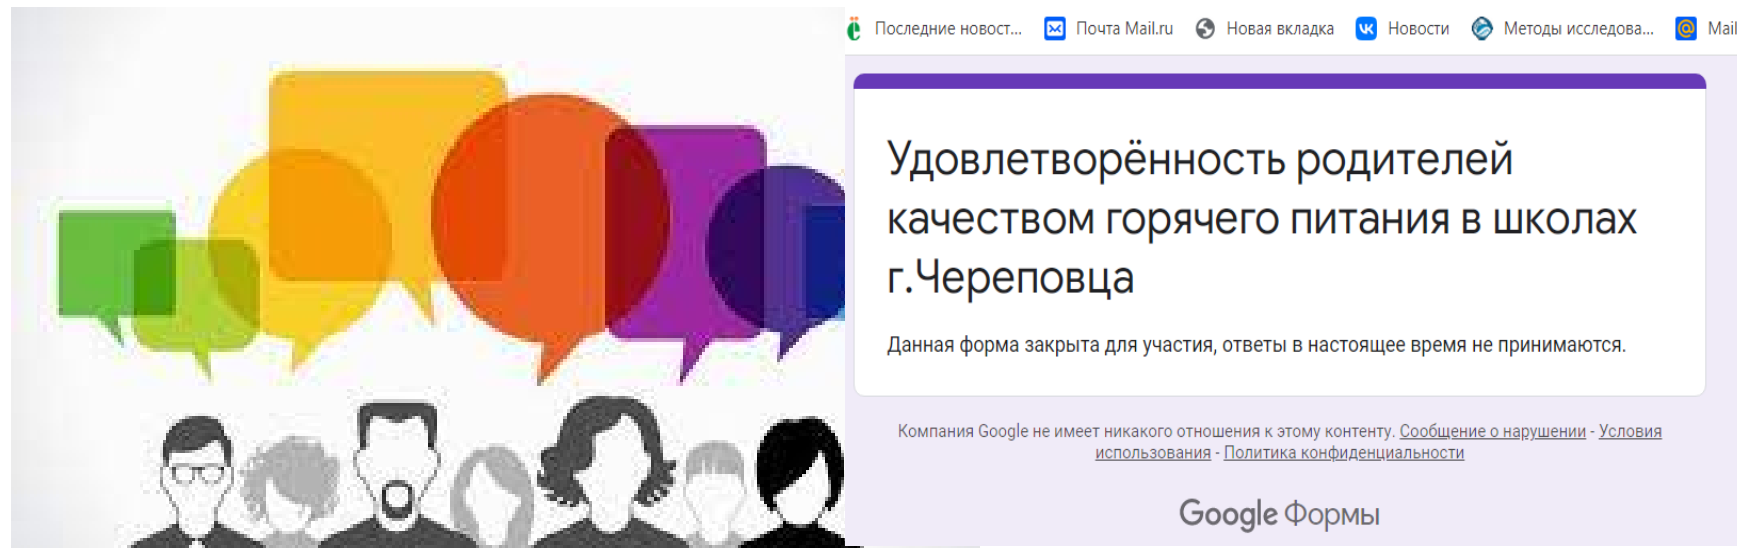 ё Последние новост... Почта Mail.ru Новая вкладка Новости Методы исследова... Mail
Удовлетворённость родителей
качеством горячего питания в школах
г.Череповца
Данная форма закрыта для участия, ответы в настоящее время не принимаются.
Компания Google не имеет никакого отношения к этому контенту. Сообщение о нарушении - Условия
использования - Политика конфиденциальности
Google Формы